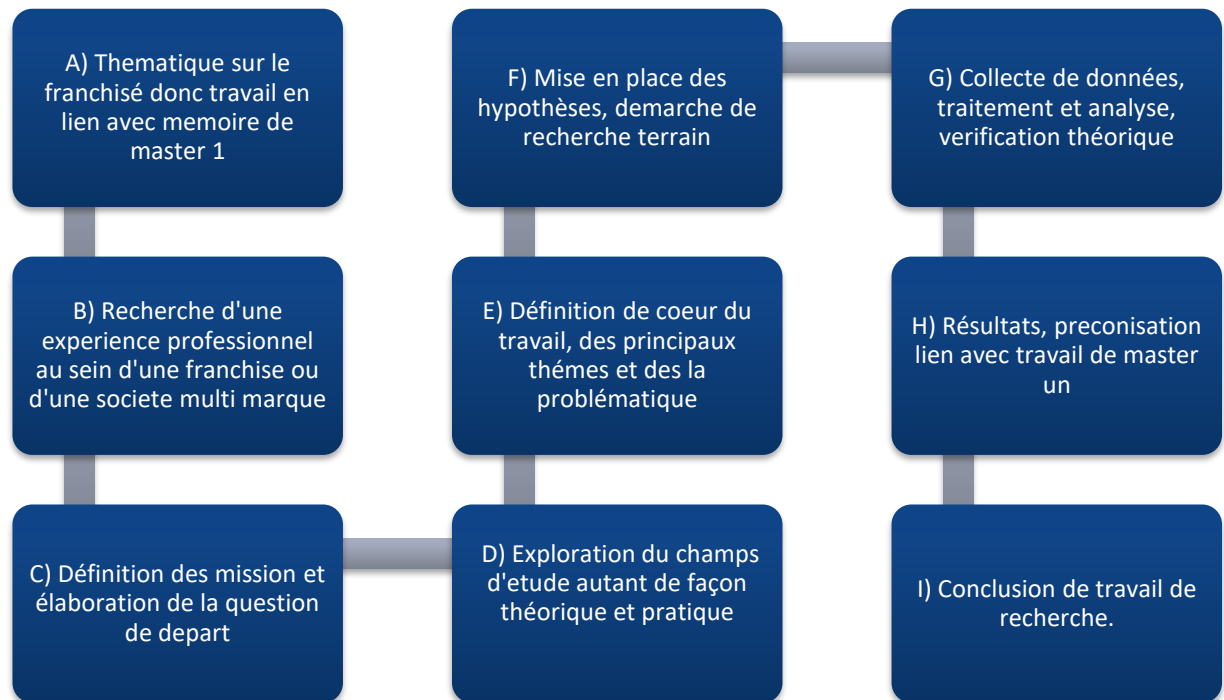 A) Thematique sur le
franchisé donc travail en
lien avec memoire de
master 1
B) Recherche d'une
experience professionnel
au sein d'une franchise ou
d'une societe multi marque
C) Définition des mission et
élaboration de la question
de depart
D) Exploration du champs
d'etude autant de façon
théorique et pratique
E) Définition de coeur du
travail, des principaux
thémes et des la
problématique
F) Mise en place des
hypothèses, demarche de
recherche terrain
G) Collecte de données,
traitement et analyse,
verification théorique
H) Résultats, preconisation
lien avec travail de master
un
I) Conclusion de travail de
recherche.